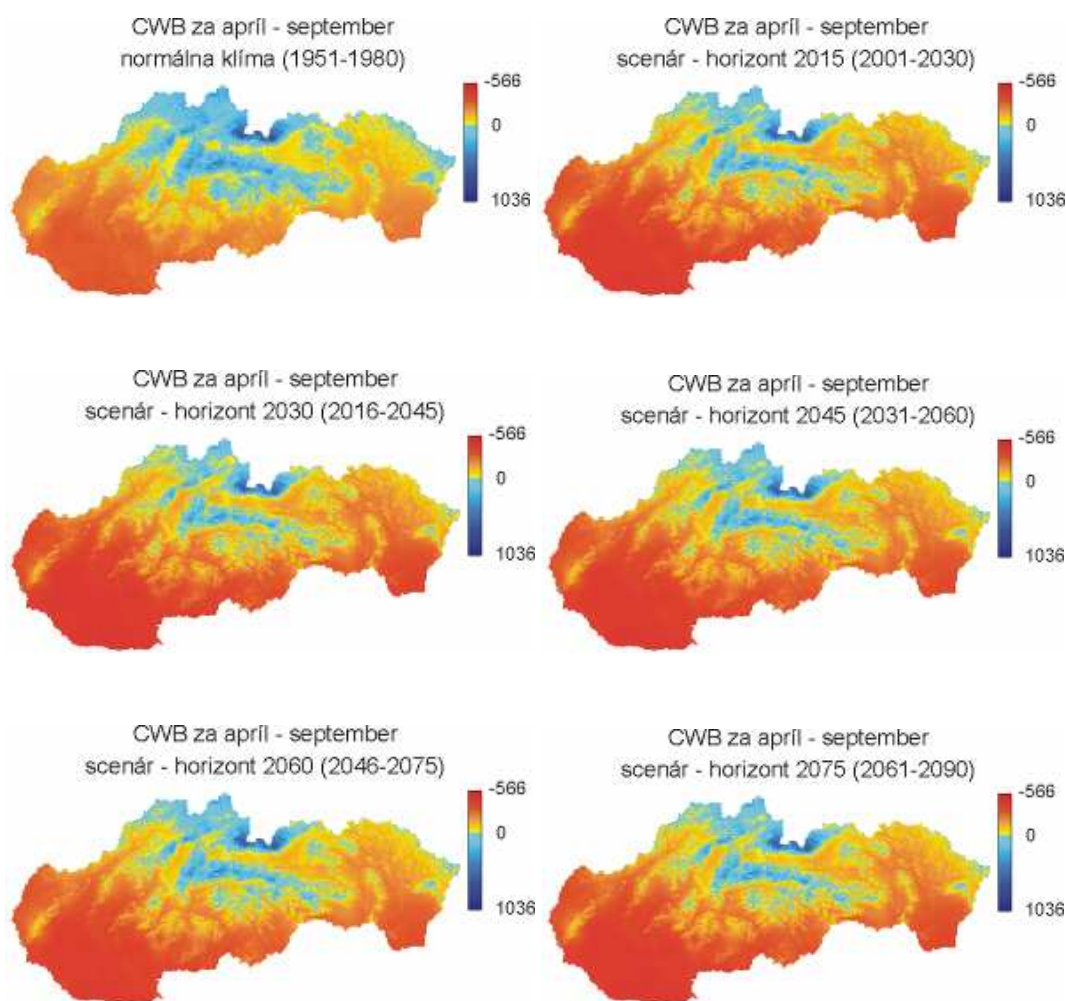 CWB za apríl - september
normálna klíma (1951-1980)
-566
0
1036
CWB za apríl - september
scenár - horizont 2015 (2001-2030)
-566
0
1036
CWB za apríl - september
scenár - horizont 2030 (2016-2045)
-566
0
1036
CWB za apríl - september
scenár - horizont 2045 (2031-2060)
-566
0
1036
CWB za apríl - september
scenár - horizont 2060 (2046-2075)
-566
0
1036
CWB za apríl - september
scenár - horizont 2075 (2061-2090)
-566
0
1036